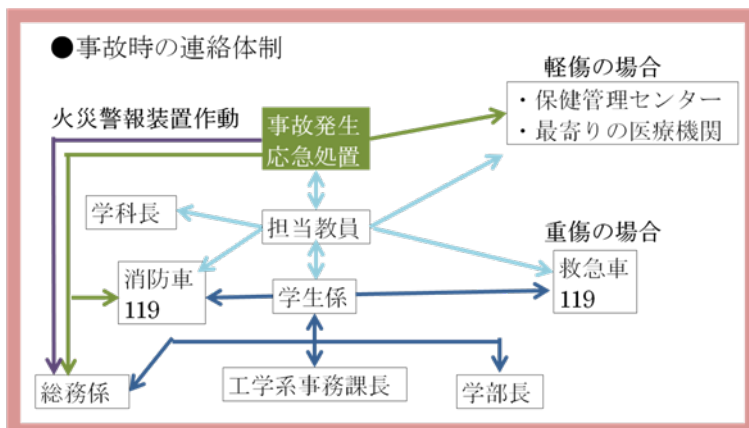 ●事故時の連絡体制
軽傷の場合
・保健管理センター
・最寄りの医療機関
火災警報装置作動
事故発生
応急処置
学科長
担当教員
重傷の場合
消防車
119
学生係
救急車
119
総務係
工学系事務課長
学部長